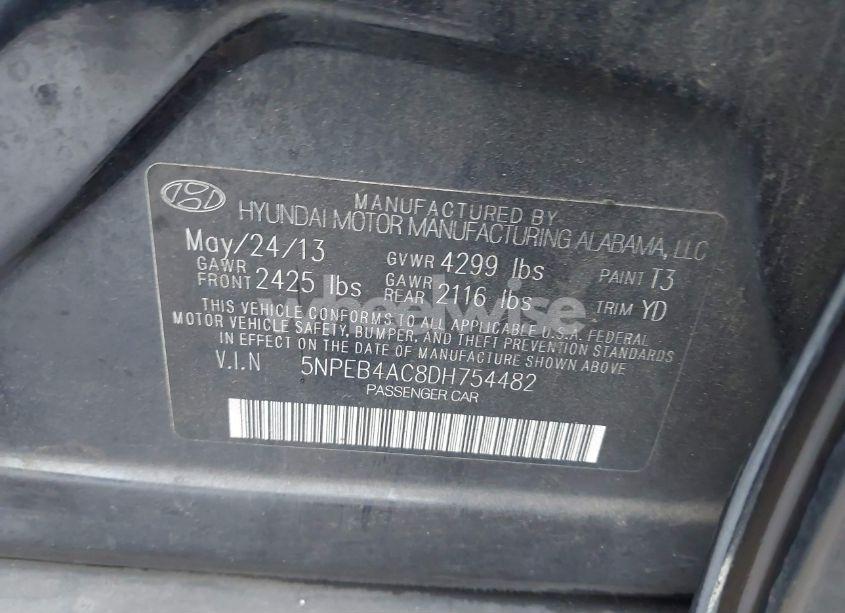 MANUFACTURED BY
HYUNDAI MOTOR MANUFACTURING ALABAMA, LLC
May/24/13 GVWR 4299 lbs PAINT T3
GAWR FRONT 2425 lbs GAWR REAR 2116 lbs TRIM YD
THIS VEHICLE CONFORMS TO ALL APPLICABLE U.S.A. FEDERAL
MOTOR VEHICLE SAFETY, BUMPER, AND THEFT PREVENTION STANDARDS
IN EFFECT ON THE DATE OF MANUFACTURE SHOWN ABOVE
V.I.N 5NPEB4AC8DH754482
PASSENGER CAR
wheelwise